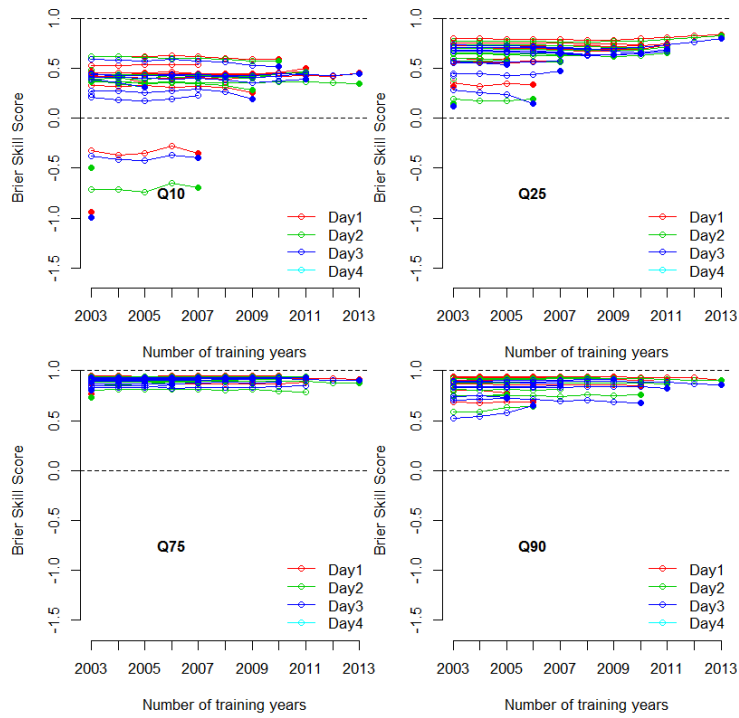 1.0
0.5
0.0
-0.5
-1.0
-1.5
Brier Skill Score
Q10
Day1
Day2
Day3
Day4
2003 2005 2007 2009 2011 2013
Number of training years
1.0
0.5
0.0
-0.5
-1.0
-1.5
Brier Skill Score
Q25
Day1
Day2
Day3
Day4
2003 2005 2007 2009 2011 2013
Number of training years
1.0
0.5
0.0
-0.5
-1.0
-1.5
Brier Skill Score
Q75
Day1
Day2
Day3
Day4
2003 2005 2007 2009 2011 2013
Number of training years
1.0
0.5
0.0
-0.5
-1.0
-1.5
Brier Skill Score
Q90
Day1
Day2
Day3
Day4
2003 2005 2007 2009 2011 2013
Number of training years